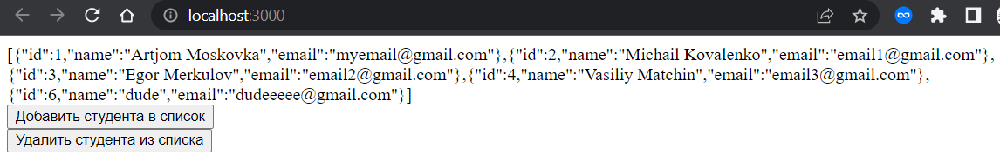 localhost:3000
[{"id":1,"name":"Artjom Moskovka","email":"myemail@gmail.com"},{"id":2,"name":"Michail Kovalenko","email":"email1@gmail.com"},
{"id":3,"name":"Egor Merkulov","email":"email2@gmail.com"},{"id":4,"name":"Vasiliy Matchin","email":"email3@gmail.com"},
{"id":6,"name":"dude","email":"dudeeeee@gmail.com"}]
Добавить студента в список
Удалить студента из списка